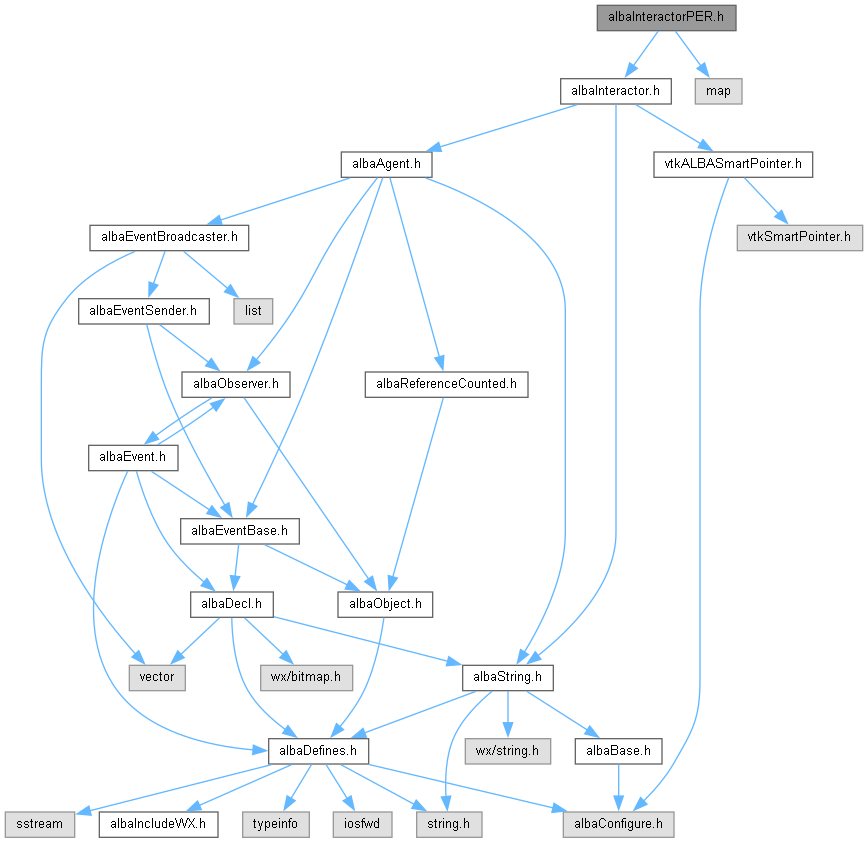 albaInteractorPER.h
albaInteractor.h
map
albaAgent.h
vtkALBASmartPointer.h
albaEventBroadcaster.h
vtkSmartPointer.h
albaEventSender.h
list
albaObserver.h
albaReferenceCounted.h
albaEvent.h
albaEventBase.h
albaDecl.h
albaObject.h
vector
wx/bitmap.h
albaString.h
albaDefines.h
wx/string.h
albaBase.h
sstream
albaIncludeWX.h
typeinfo
iosfwd
string.h
albaConfigure.h